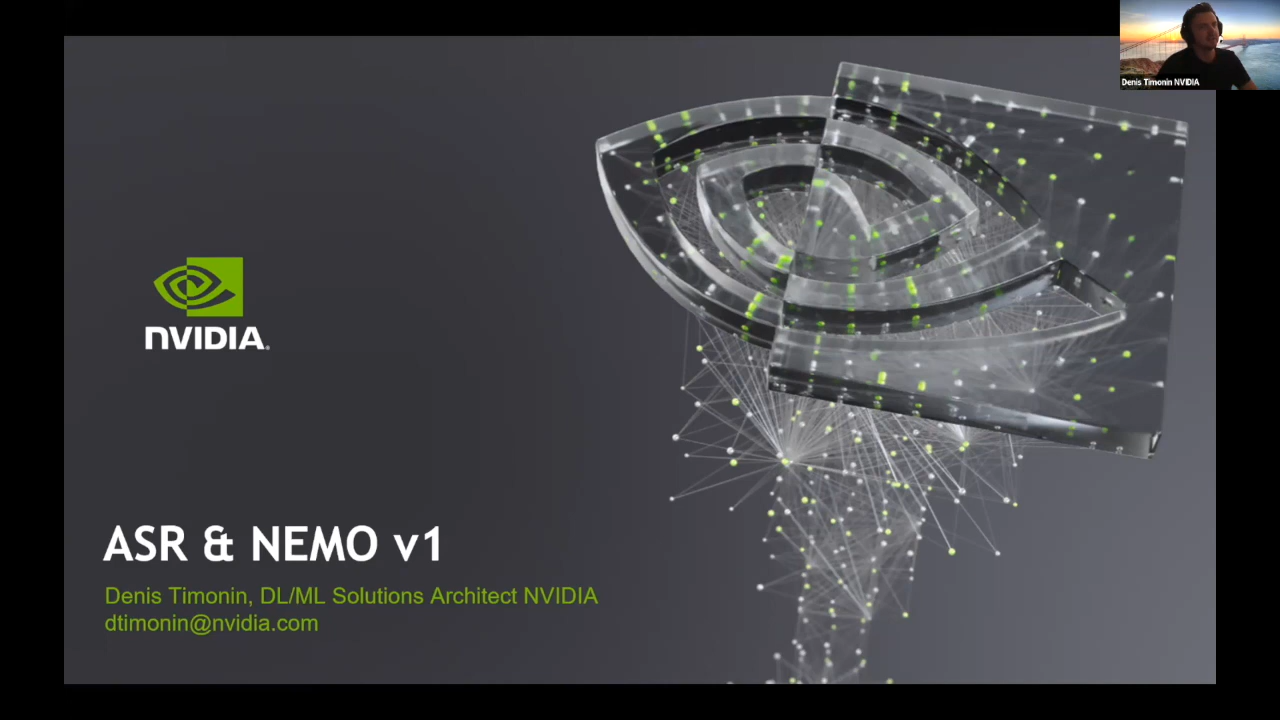 Denis Timonin NVIDIA
NVIDIA.
ASR & NEMO v1
Denis Timonin, DL/ML Solutions Architect NVIDIA
dtimonin@nvidia.com